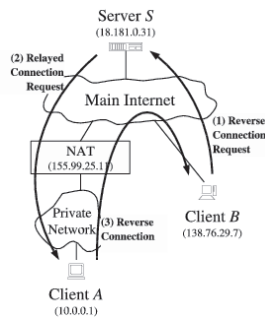 Server S
(18.181.0.31)
(2) Relayed
Connection
Request
Main Internet
(1) Reverse
Connection
Request
NAT
(155.99.25.11)
Private
Network
(3) Reverse
Connection
Client B
(138.76.29.7)
Client A
(10.0.0.1)